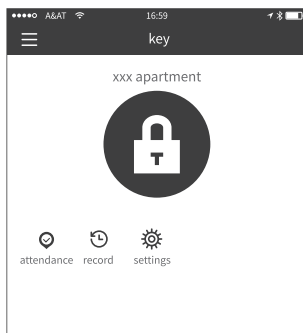 A&AT 16:59
key
xxx apartment
T
attendance record settings